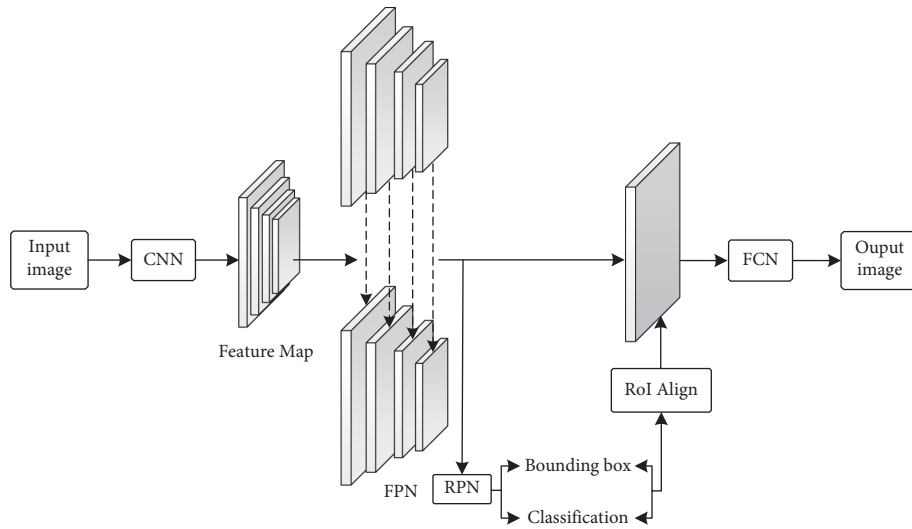 Input
image
CNN
Feature Map
FPN
RPN
Bounding box
Classification
RoI Align
FCN
Ouput
image